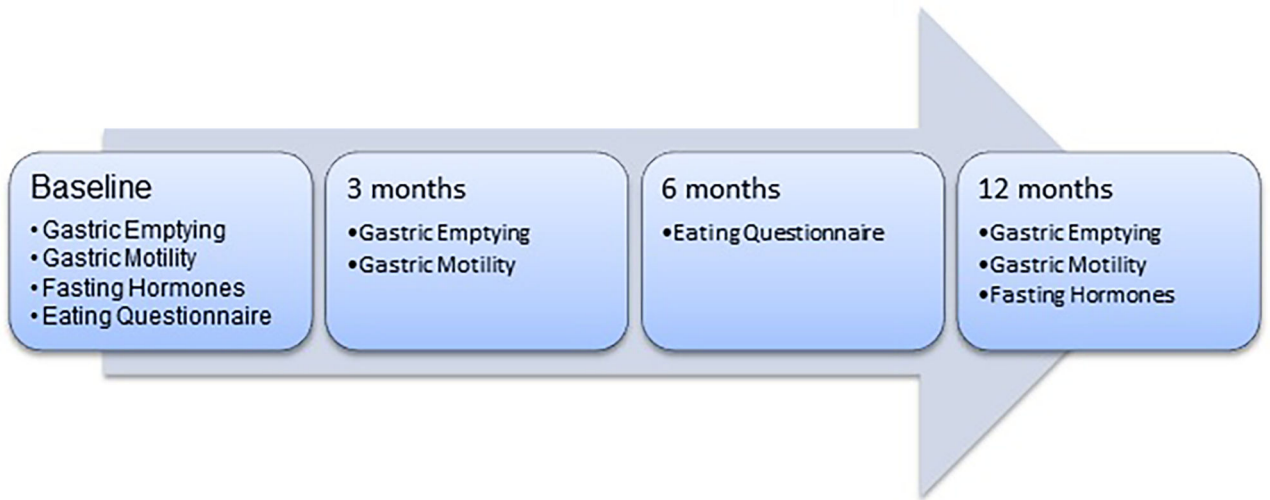 Baseline
• Gastric Emptying
• Gastric Motility
• Fasting Hormones
• Eating Questionnaire
3 months
•Gastric Emptying
•Gastric Motility
6 months
•Eating Questionnaire
12 months
•Gastric Emptying
•Gastric Motility
•Fasting Hormones